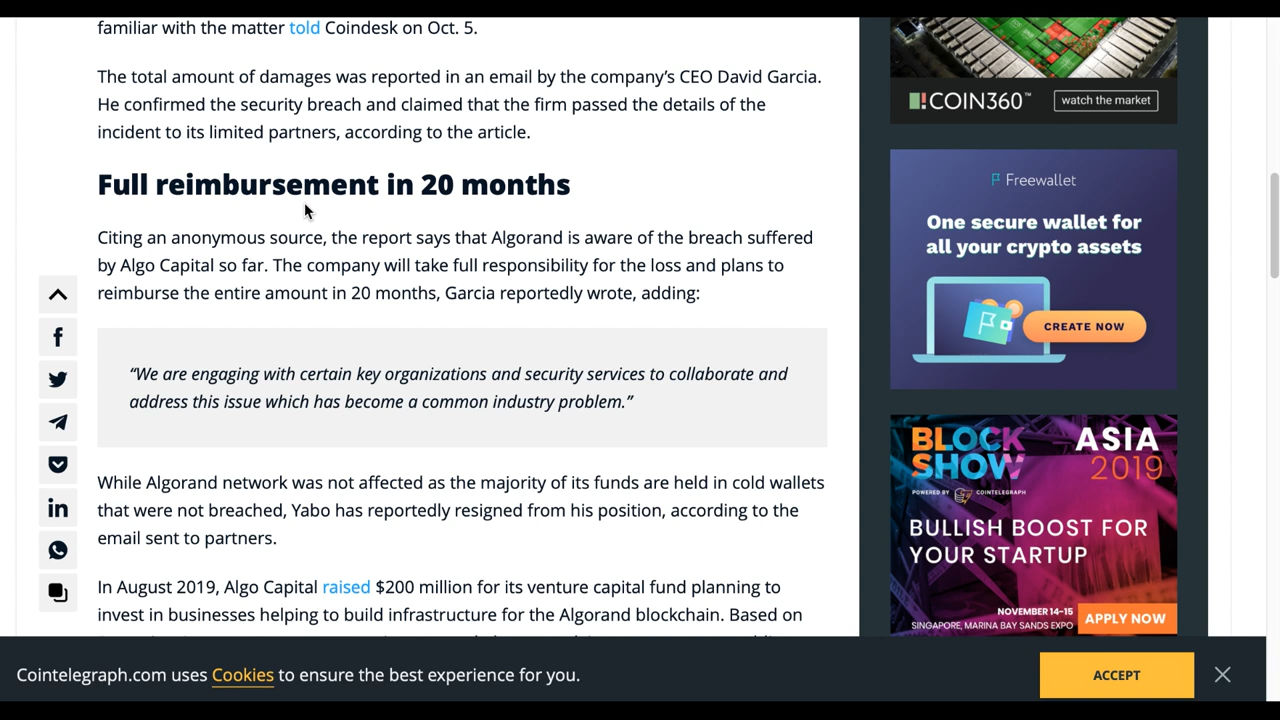 familiar with the matter told Coindesk on Oct. 5.
The total amount of damages was reported in an email by the company’s CEO David Garcia.
He confirmed the security breach and claimed that the firm passed the details of the
incident to its limited partners, according to the article.
Full reimbursement in 20 months
Citing an anonymous source, the report says that Algorand is aware of the breach suffered
by Algo Capital so far. The company will take full responsibility for the loss and plans to
reimburse the entire amount in 20 months, Garcia reportedly wrote, adding:
“We are engaging with certain key organizations and security services to collaborate and
address this issue which has become a common industry problem.”
While Algorand network was not affected as the majority of its funds are held in cold wallets
that were not breached, Yabo has reportedly resigned from his position, according to the
email sent to partners.
In August 2019, Algo Capital raised $200 million for its venture capital fund planning to
invest in businesses helping to build infrastructure for the Algorand blockchain. Based on
COIN360™
watch the market
Freewallet
One secure wallet for
all your crypto assets
CREATE NOW
BLOCK
SHOW
ASIA
2019
POWERED BY COINTELEGRAPH
BULLISH BOOST FOR
YOUR STARTUP
NOVEMBER 14-15
SINGAPORE, MARINA BAY SANDS EXPO
APPLY NOW
Cointelegraph.com uses Cookies to ensure the best experience for you.
ACCEPT